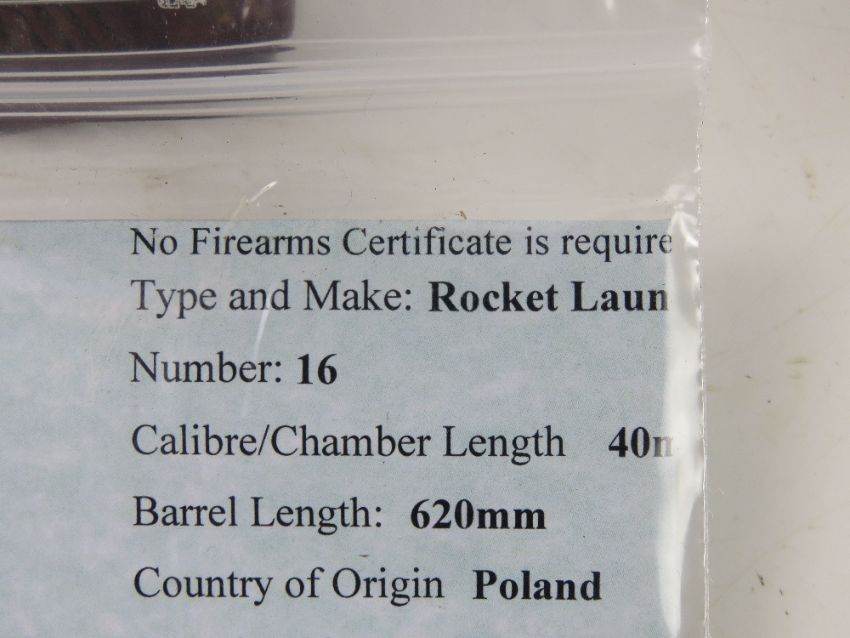 No Firearms Certificate is require
Type and Make: Rocket Laun
Number: 16
Calibre/Chamber Length 40m
Barrel Length: 620mm
Country of Origin Poland